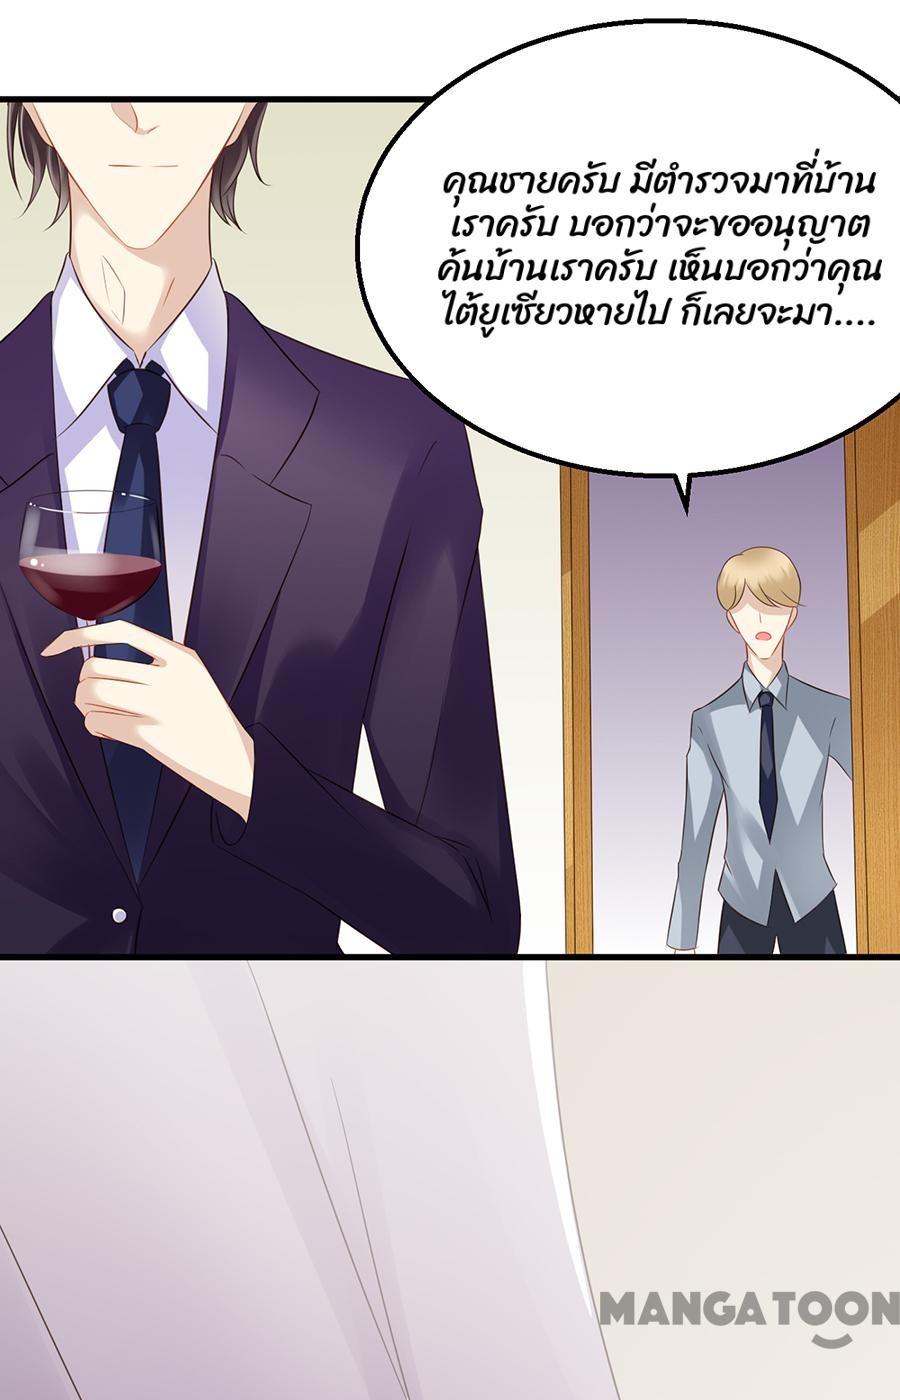 คุณชายครับ มีตำรวจมาที่บ้าน
เราครับ บอกว่าจะขออนุญาต
ค้นบ้านเราครับ เห็นบอกว่าคุณ
ไต้ยูเซียวหายไป ก็เลยจะมา....
MANGATOON